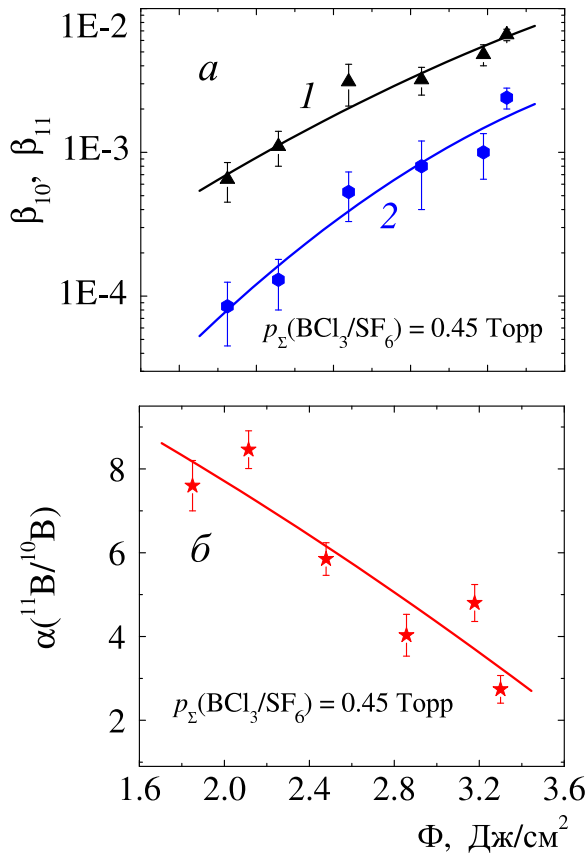 1E-2
а
1
β₁₀, β₁₁
1E-3
2
1E-4
p_Σ(BCl₃/SF₆) = 0.45 Торр
8
б
α(¹¹B/¹⁰B)
6
4
p_Σ(BCl₃/SF₆) = 0.45 Торр
2
1.6 2.0 2.4 2.8 3.2 3.6
Φ, Дж/см²